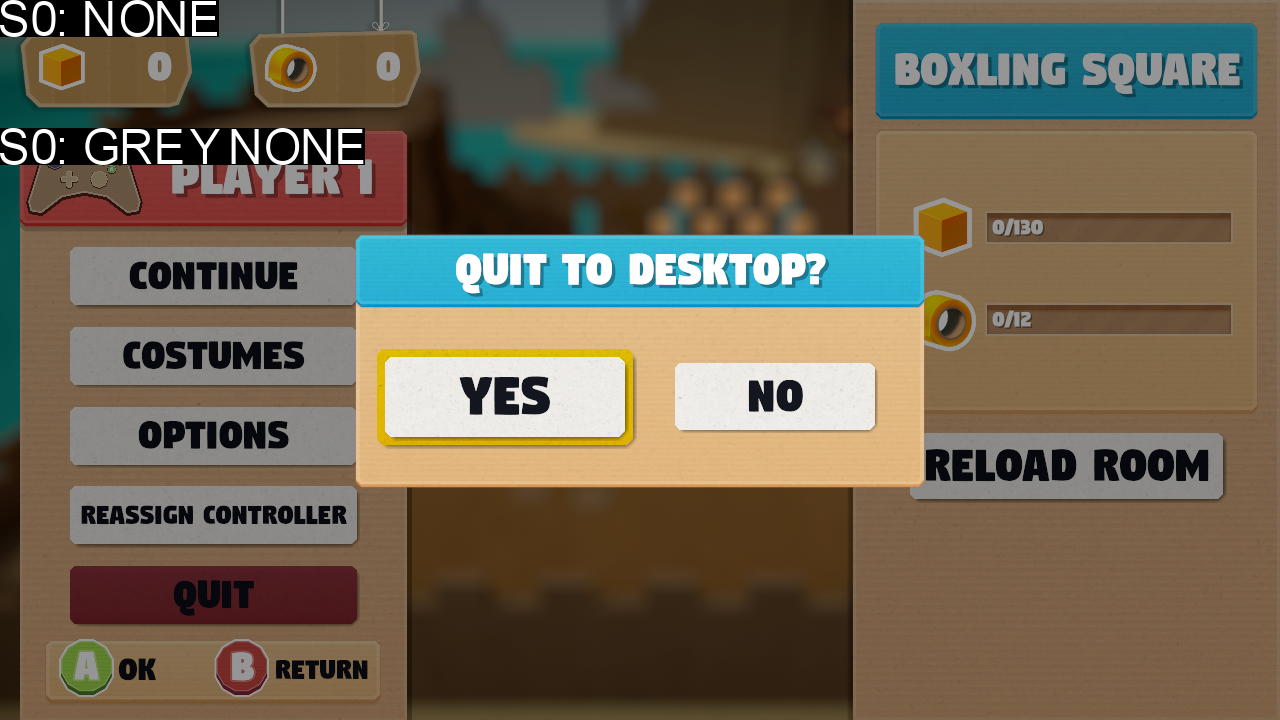 S0: NONE
0
0
BOXLING SQUARE
S0: GREY NONE
PLAYER 1
0/130
CONTINUE
QUIT TO DESKTOP?
0/12
COSTUMES
YES
NO
OPTIONS
RELOAD ROOM
REASSIGN CONTROLLER
QUIT
A OK
B RETURN